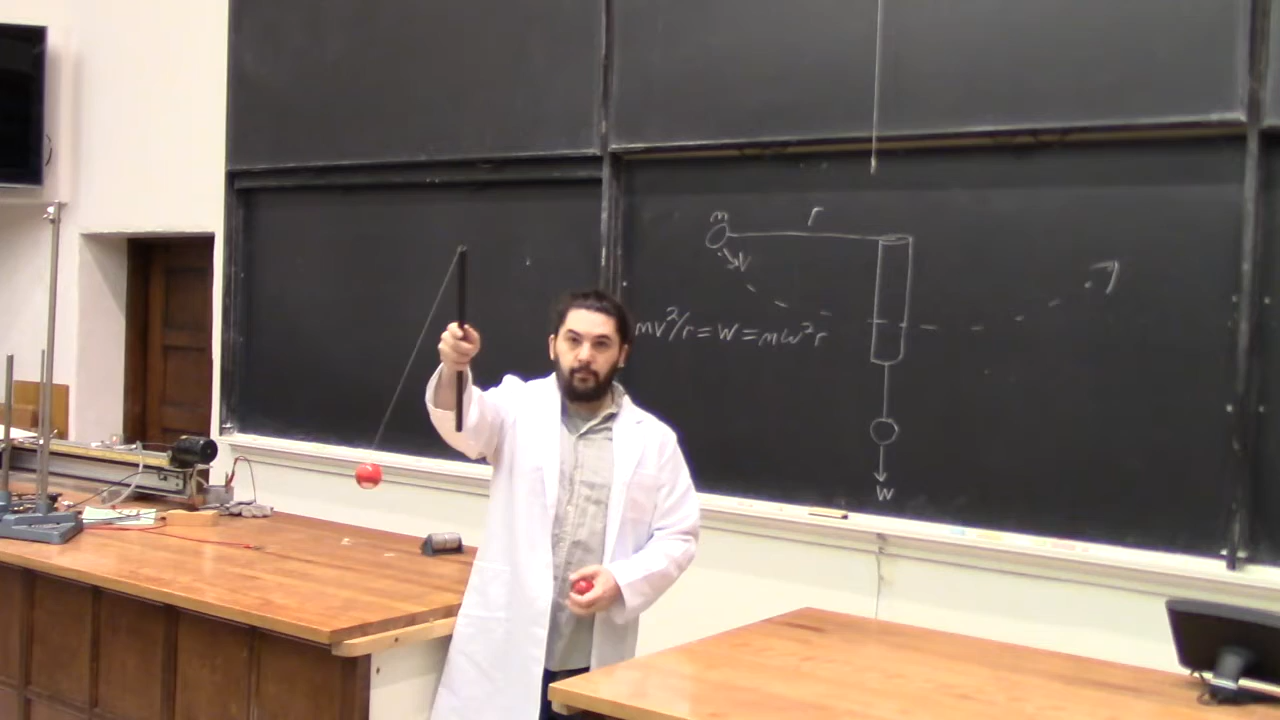 m
r
v
mv²/r = W = mω²r
W